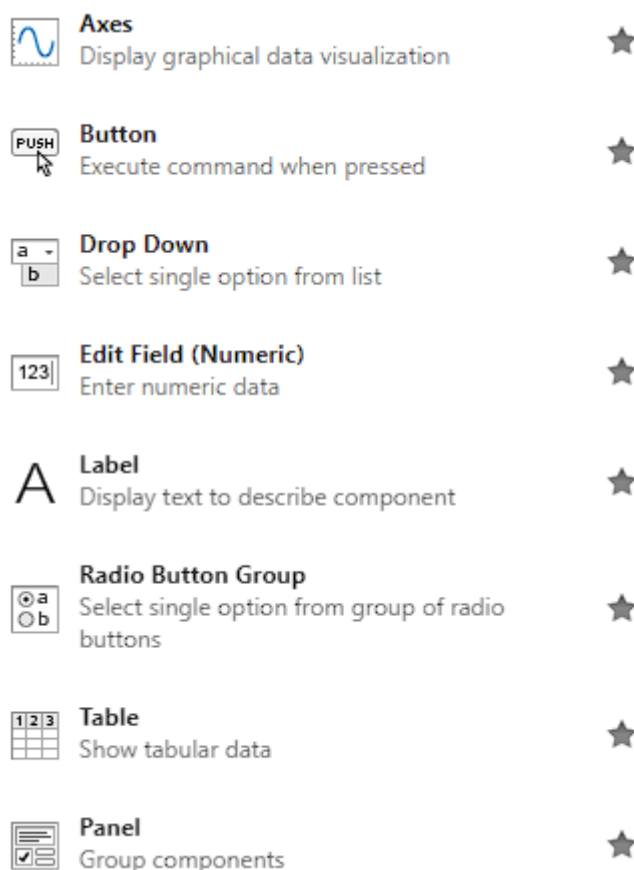 Axes
Display graphical data visualization
PUSH
Button
Execute command when pressed
a
b
Drop Down
Select single option from list
123
Edit Field (Numeric)
Enter numeric data
A
Label
Display text to describe component
a
b
Radio Button Group
Select single option from group of radio
buttons
1 2 3
Table
Show tabular data
Panel
Group components